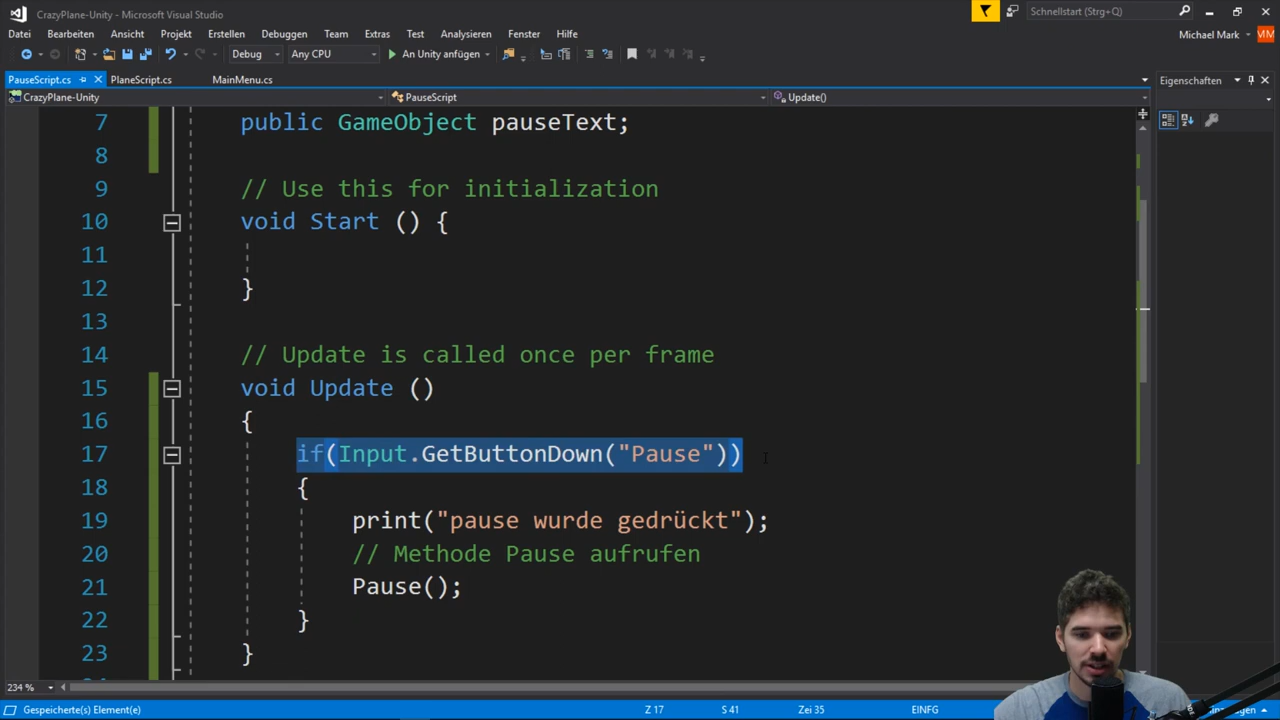 CrazyPlane-Unity - Microsoft Visual Studio
Schnellstart (Strg+Q)
Datei Bearbeiten Ansicht Projekt Erstellen Debuggen Team Extras Test Analysieren Fenster Hilfe
Michael Mark MM
Debug Any CPU An Unity anfügen
PauseScript.cs PlaneScript.cs MainMenu.cs
Eigenschaften
CrazyPlane-Unity PauseScript Update()
7 public GameObject pauseText;
8
9 // Use this for initialization
10 void Start () {
11
12 }
13
14 // Update is called once per frame
15 void Update ()
16 {
17 if(Input.GetButtonDown("Pause"))
18 {
19 print("pause wurde gedrückt");
20 // Methode Pause aufrufen
21 Pause();
22 }
23 }
234 %
Gespeicherte(s) Element(e) Z 17 S 41 Zei 35 EINFG